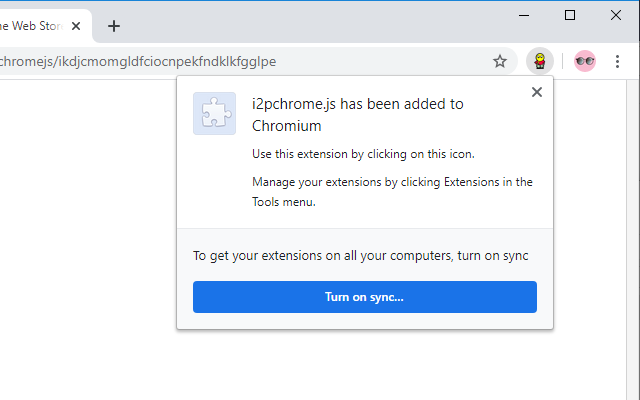 ne Web Stor
chromejs/ikdjcmomgldfciocnpekfndklkfgglpe
i2pchrome.js has been added to
Chromium
Use this extension by clicking on this icon.
Manage your extensions by clicking Extensions in the
Tools menu.
To get your extensions on all your computers, turn on sync
Turn on sync...